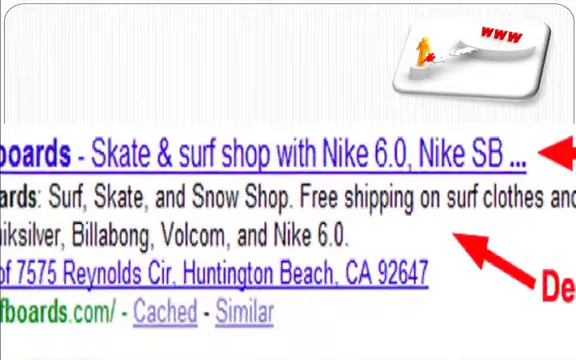 www
boards - Skate & surf shop with Nike 6.0, Nike SB ...
ards: Surf, Skate, and Snow Shop. Free shipping on surf clothes and
iksilver, Billabong, Volcom, and Nike 6.0.
of 7575 Reynolds Cir, Huntington Beach, CA 92647
De
fboards.com/ - Cached - Similar